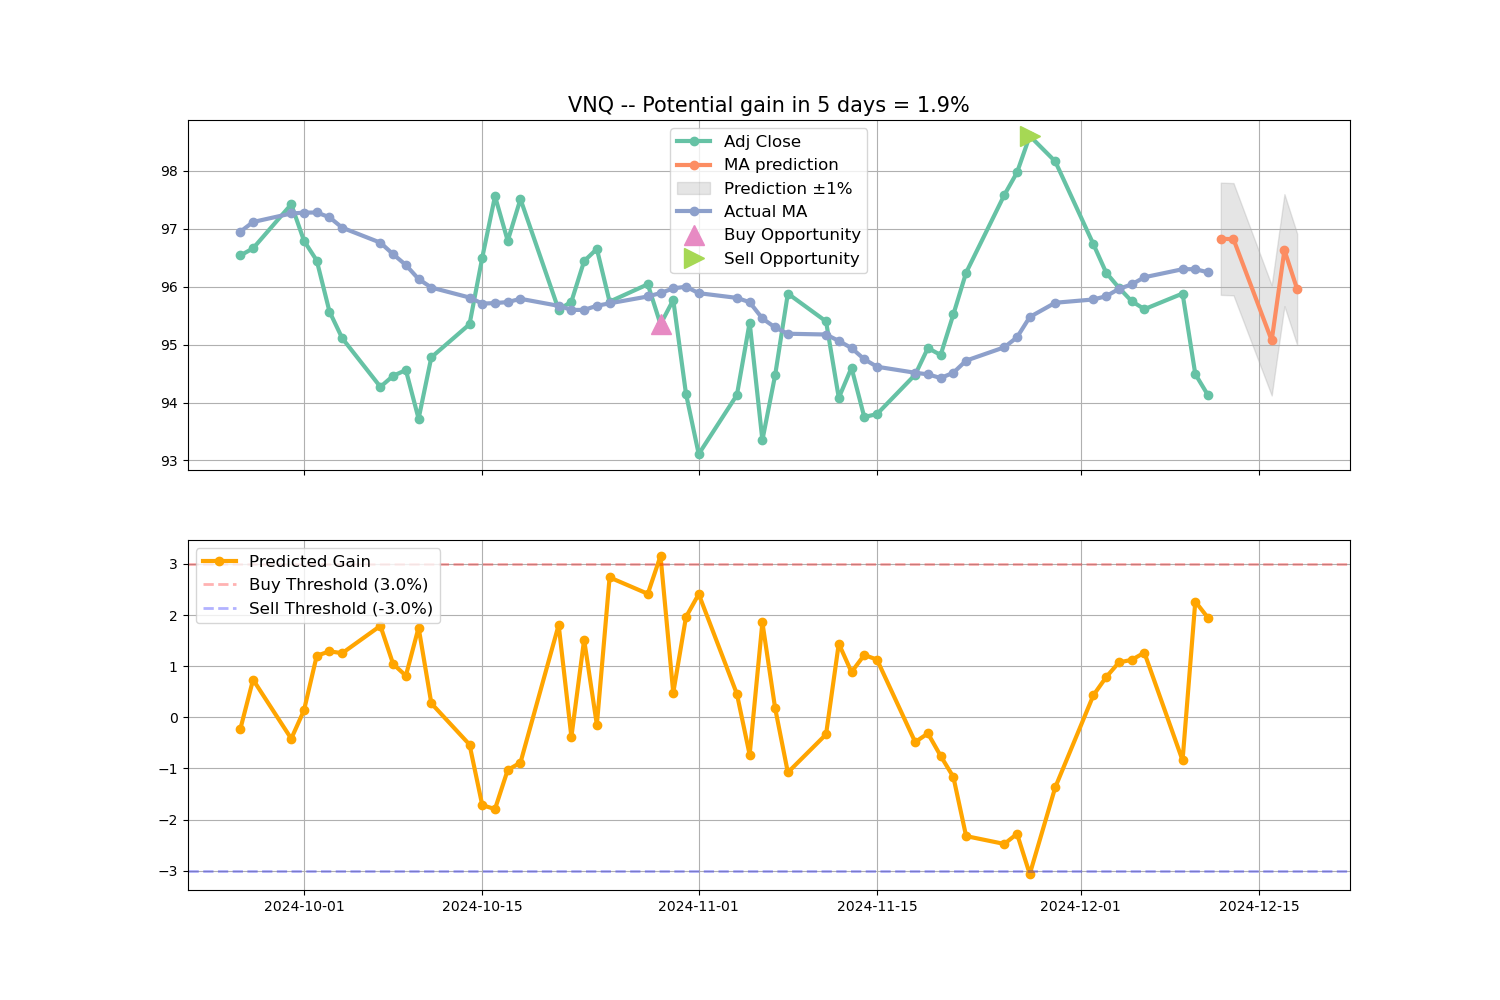 VNQ -- Potential gain in 5 days = 1.9%
Adj Close
MA prediction
Prediction ±1%
Actual MA
Buy Opportunity
Sell Opportunity
98
97
96
95
94
93
Predicted Gain
Buy Threshold (3.0%)
Sell Threshold (-3.0%)
3
2
1
0
−1
−2
−3
2024-10-01 2024-10-15 2024-11-01 2024-11-15 2024-12-01 2024-12-15